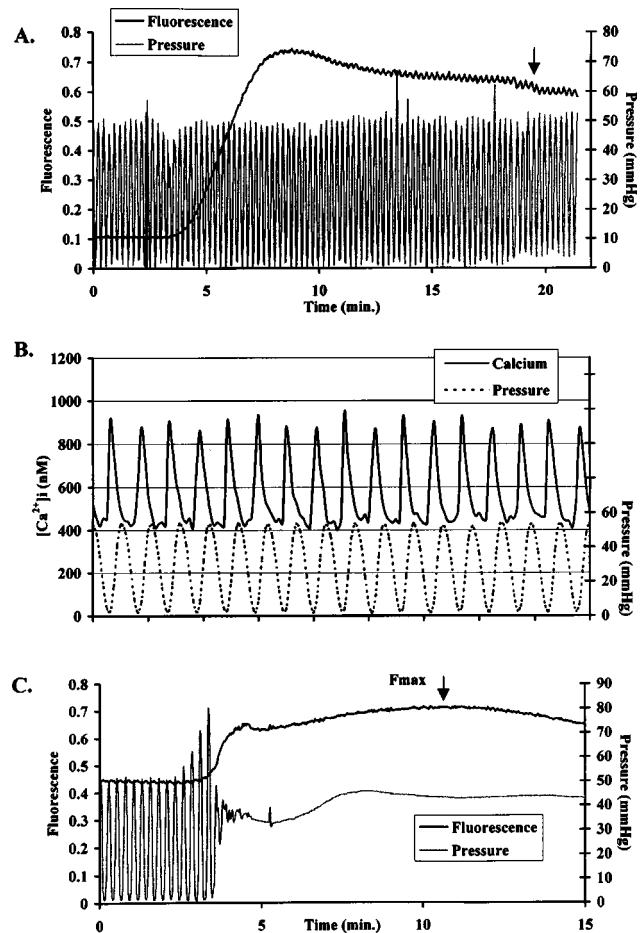 A.
Fluorescence
Pressure
0.8
0.7
0.6
0.5
0.4
0.3
0.2
0.1
0
Fluorescence
80
70
60
50
40
30
20
10
0
Pressure (mmHg)
0 5 10 15 20
Time (min.)
B.
Calcium
Pressure
1200
1000
800
600
400
200
0
[Ca²⁺]i (nM)
60
40
20
0
Pressure (mmHg)
C.
Fmax
0.8
0.7
0.6
0.5
0.4
0.3
0.2
0.1
0
Fluorescence
90
80
70
60
50
40
30
20
10
0
Pressure (mmHg)
Fluorescence
Pressure
0 5 10 15
Time (min.)